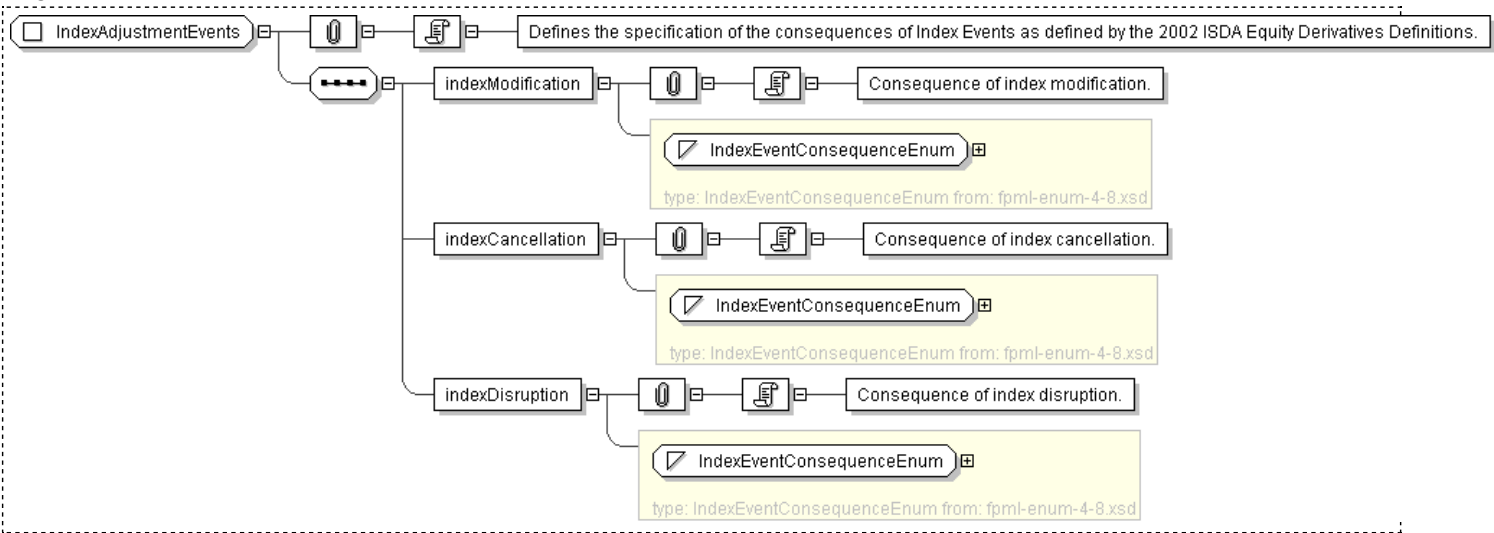 IndexAdjustmentEvents Defines the specification of the consequences of Index Events as defined by the 2002 ISDA Equity Derivatives Definitions.
indexModification Consequence of index modification.
IndexEventConsequenceEnum
type: IndexEventConsequenceEnum from: fpml-enum-4-8.xsd
indexCancellation Consequence of index cancellation.
IndexEventConsequenceEnum
type: IndexEventConsequenceEnum from: fpml-enum-4-8.xsd
indexDisruption Consequence of index disruption.
IndexEventConsequenceEnum
type: IndexEventConsequenceEnum from: fpml-enum-4-8.xsd